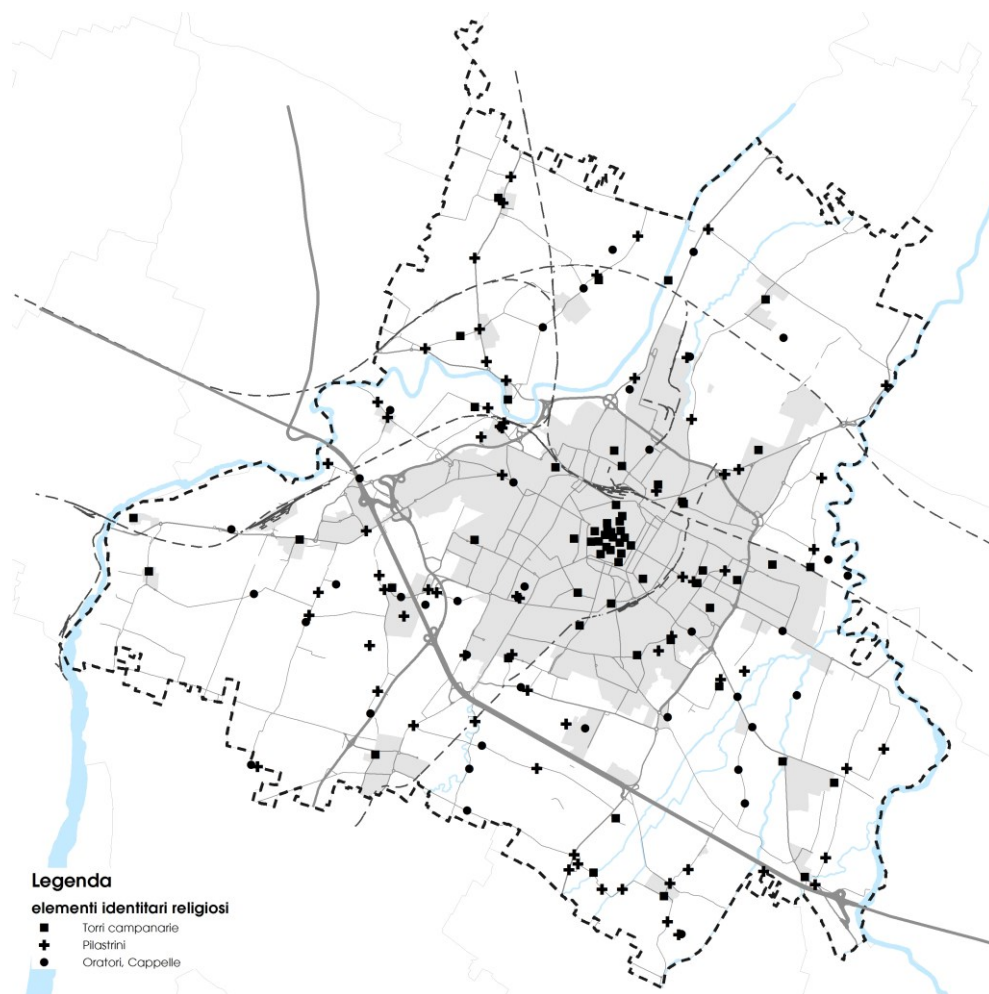 Legenda
elementi identitari religiosi
Torri campanarie
Pilastrini
Oratori, Cappelle